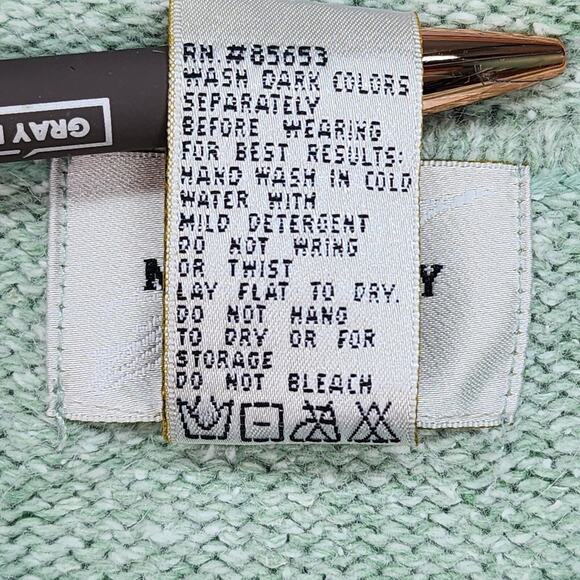 RN.#85653
WASH DARK COLORS
SEPARATELY
BEFORE WEARING
FOR BEST RESULTS:
HAND WASH IN COLD
WATER WITH
MILD DETERGENT
DO NOT WRING
OR TWIST
LAY FLAT TO DRY.
DO NOT HANG
TO DRY OR FOR
STORAGE
DO NOT BLEACH
GRAY